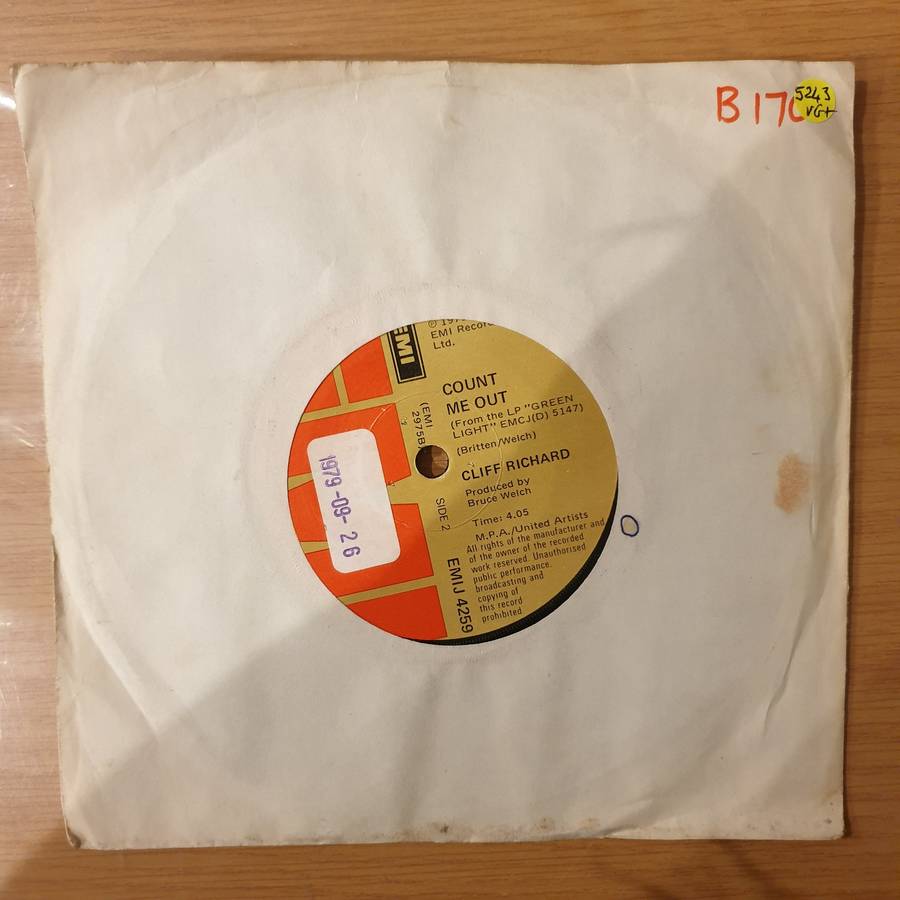 B 17
5243
VG+
EMI
EMI Record
Ltd.
COUNT
ME OUT
(From the LP "GREEN
LIGHT" EMCJ(D) 5147)
(Britten/Welch)
CLIFF RICHARD
Produced by
Bruce Welch
Time: 4.05
M.P.A./United Artists
All rights of the manufacturer and
of the owner of the recorded
work reserved. Unauthorised
public performance.
broadcasting and
copying of
this record
prohibited
(EMI
2975B
SIDE 2
EMIJ 4259
1979-09-26